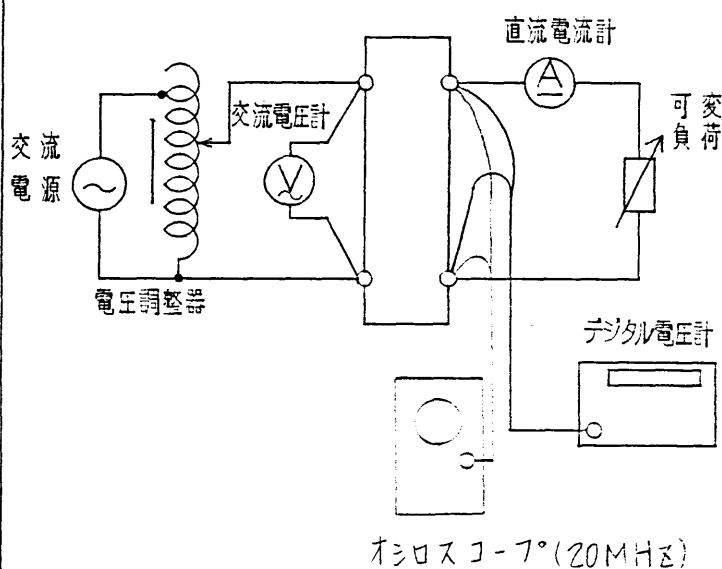 直流電流計
A
交流電圧計
可変
負荷
交流
電源
V
電圧調整器
デジタル電圧計
オシロスコープ(20MHz)